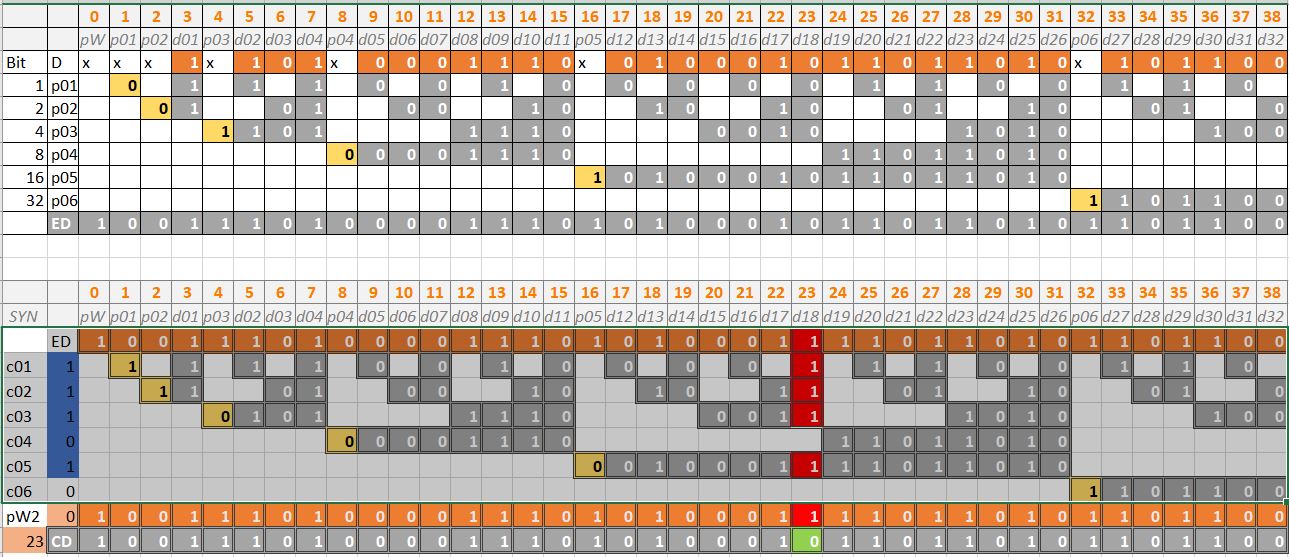 0 1 2 3 4 5 6 7 8 9 10 11 12 13 14 15 16 17 18 19 20 21 22 23 24 25 26 27 28 29 30 31 32 33 34 35 36 37 38
pW p01 p02 d01 p03 d02 d03 d04 p04 d05 d06 d07 d08 d09 d10 d11 p05 d12 d13 d14 d15 d16 d17 d18 d19 d20 d21 d22 d23 d24 d25 d26 p06 d27 d28 d29 d30 d31 d32
Bit D x x x 1 x 1 0 1 x 0 0 0 1 1 1 0 x 0 1 0 0 0 1 0 1 1 0 1 1 0 1 0 x 1 0 1 1 0 0
1 p01 0 1 1 1 0 0 1 0 0 0 0 0 1 1 0 0 1 1 0
2 p02 0 1 0 1 0 0 1 0 1 0 1 0 0 1 1 0 0 1 0
4 p03 1 1 0 1 1 1 1 0 0 0 1 0 1 0 1 0 1 0 0
8 p04 0 0 0 0 1 1 1 0 1 1 0 1 1 0 1 0
16 p05 1 0 1 0 0 0 1 0 1 1 0 1 1 0 1 0
32 p06 1 1 0 1 1 0 0
ED 1 0 0 1 1 1 0 1 0 0 0 0 1 1 1 0 1 0 1 0 0 0 1 0 1 1 0 1 1 0 1 0 1 1 0 1 1 0 0
0 1 2 3 4 5 6 7 8 9 10 11 12 13 14 15 16 17 18 19 20 21 22 23 24 25 26 27 28 29 30 31 32 33 34 35 36 37 38
SYN pW p01 p02 d01 p03 d02 d03 d04 p04 d05 d06 d07 d08 d09 d10 d11 p05 d12 d13 d14 d15 d16 d17 d18 d19 d20 d21 d22 d23 d24 d25 d26 p06 d27 d28 d29 d30 d31 d32
ED 1 0 0 1 1 1 0 1 0 0 0 0 1 1 1 0 1 0 1 0 0 0 1 1 1 1 0 1 1 0 1 0 1 1 0 1 1 0 0
c01 1 1 1 1 1 0 0 1 0 0 0 0 1 1 1 0 0 1 1 0
c02 1 1 1 0 1 0 0 1 0 1 0 1 1 0 1 1 0 0 1 0
c03 1 0 1 0 1 1 1 1 0 0 0 1 1 1 0 1 0 1 0 0
c04 0 0 0 0 0 1 1 1 0 1 1 0 1 1 0 1 0
c05 1 0 0 1 0 0 0 1 1 1 1 0 1 1 0 1 0
c06 0 1 1 0 1 1 0 0
pW2 0 1 0 0 1 1 1 0 1 0 0 0 0 1 1 1 0 1 0 1 0 0 0 1 1 1 1 0 1 1 0 1 0 1 1 0 1 1 0 0
23 CD 1 0 0 1 1 1 0 1 0 0 0 0 1 1 1 0 1 0 1 0 0 0 1 0 1 1 0 1 1 0 1 0 1 1 0 1 1 0 0